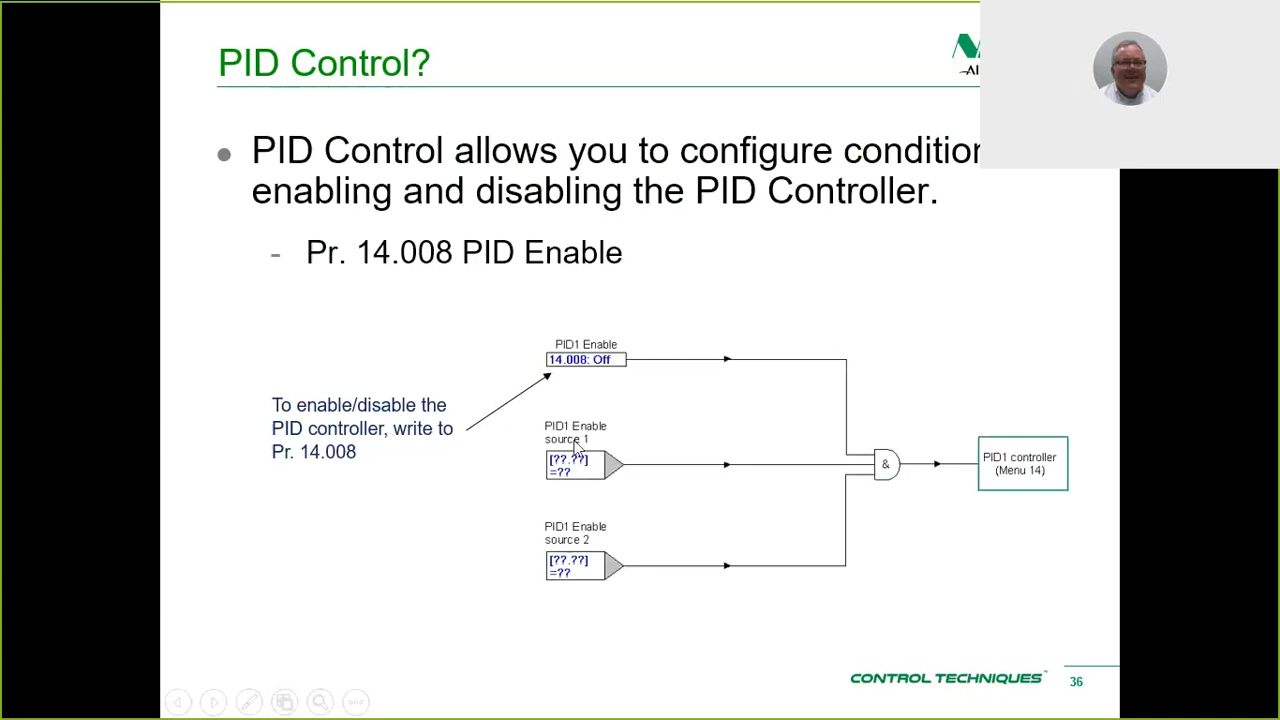 PID Control?
PID Control allows you to configure condition
enabling and disabling the PID Controller.
- Pr. 14.008 PID Enable
PID1 Enable
14.008: Off
To enable/disable the
PID controller, write to
Pr. 14.008
PID1 Enable
source 1
[??.??]
=??
&
PID1 controller
(Menu 14)
PID1 Enable
source 2
[??.??]
=??
CONTROL TECHNIQUES™
36